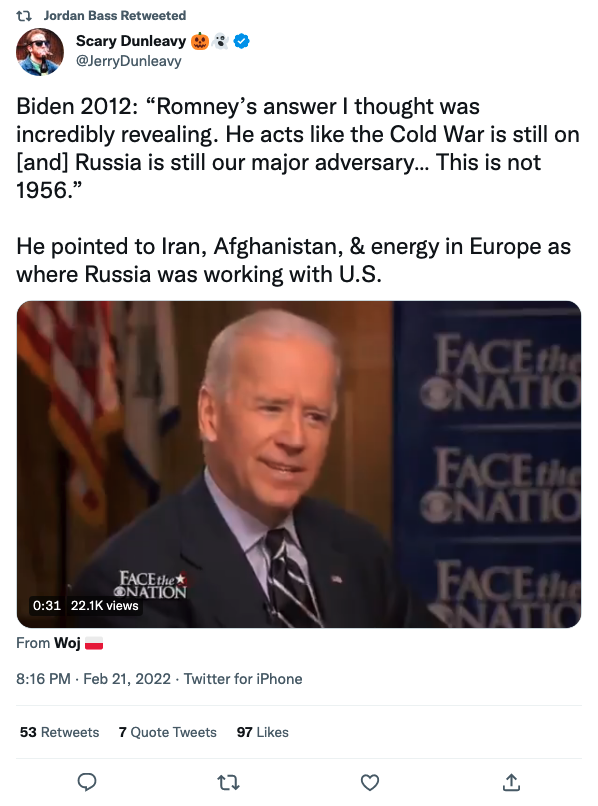 Jordan Bass Retweeted
Scary Dunleavy 🎃 👻
@JerryDunleavy
Biden 2012: “Romney’s answer I thought was
incredibly revealing. He acts like the Cold War is still on
[and] Russia is still our major adversary... This is not
1956.”
He pointed to Iran, Afghanistan, & energy in Europe as
where Russia was working with U.S.
FACE the
NATIO
FACE the
NATIO
FACE the
NATIO
FACE the
NATION
0:31 22.1K views
From Woj 🇵🇱
8:16 PM · Feb 21, 2022 · Twitter for iPhone
53 Retweets 7 Quote Tweets 97 Likes